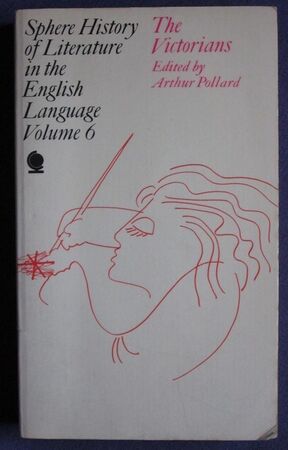 Sphere History
of Literature
in the
English
Language
Volume 6
The
Victorians
Edited by
Arthur Pollard